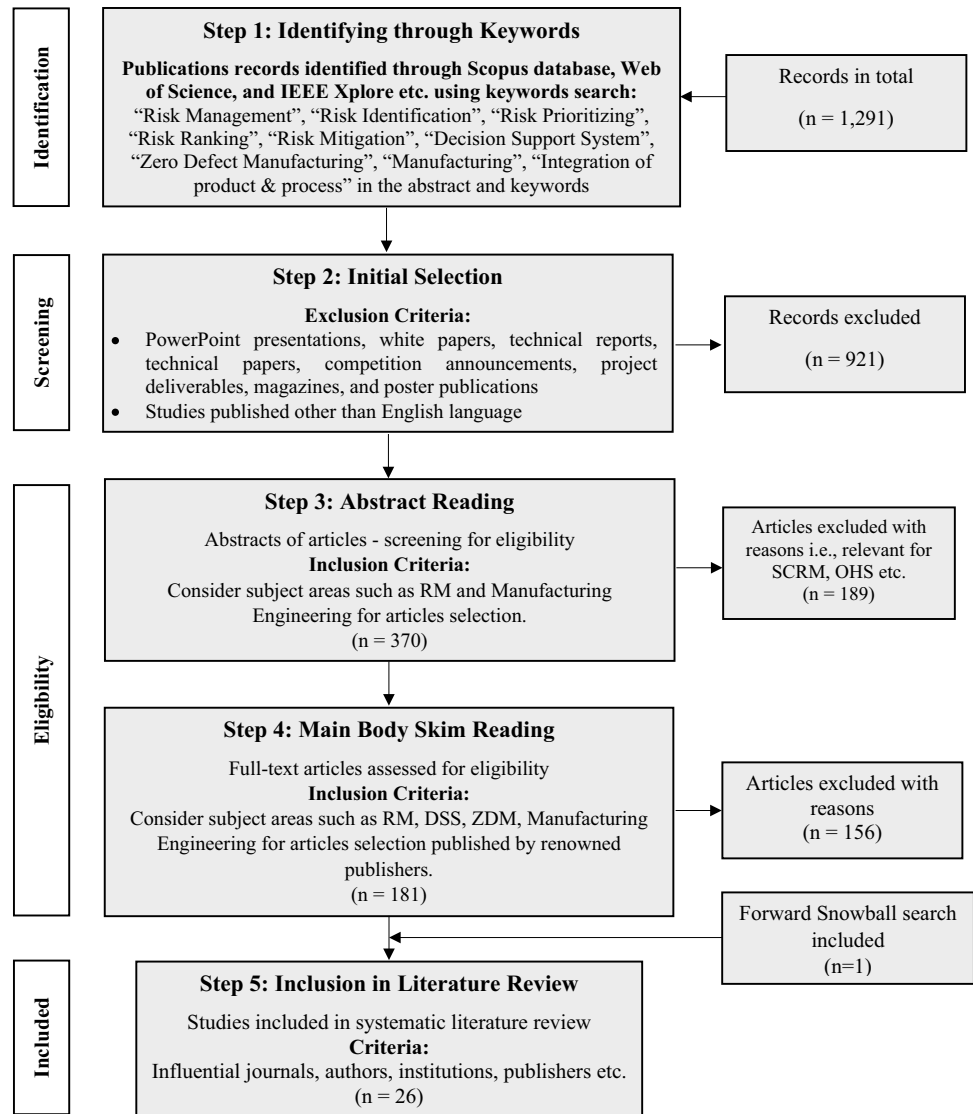 Identification
Step 1: Identifying through Keywords
Publications records identified through Scopus database, Web
of Science, and IEEE Xplore etc. using keywords search:
“Risk Management”, “Risk Identification”, “Risk Prioritizing”,
“Risk Ranking”, “Risk Mitigation”, “Decision Support System”,
“Zero Defect Manufacturing”, “Manufacturing”, “Integration of
product & process” in the abstract and keywords
Records in total
(n = 1,291)
Screening
Step 2: Initial Selection
Exclusion Criteria:
• PowerPoint presentations, white papers, technical reports,
technical papers, competition announcements, project
deliverables, magazines, and poster publications
• Studies published other than English language
Records excluded
(n = 921)
Eligibility
Step 3: Abstract Reading
Abstracts of articles - screening for eligibility
Inclusion Criteria:
Consider subject areas such as RM and Manufacturing
Engineering for articles selection.
(n = 370)
Articles excluded with
reasons i.e., relevant for
SCRM, OHS etc.
(n = 189)
Step 4: Main Body Skim Reading
Full-text articles assessed for eligibility
Inclusion Criteria:
Consider subject areas such as RM, DSS, ZDM, Manufacturing
Engineering for articles selection published by renowned
publishers.
(n = 181)
Articles excluded with
reasons
(n = 156)
Forward Snowball search
included
(n=1)
Included
Step 5: Inclusion in Literature Review
Studies included in systematic literature review
Criteria:
Influential journals, authors, institutions, publishers etc.
(n = 26)